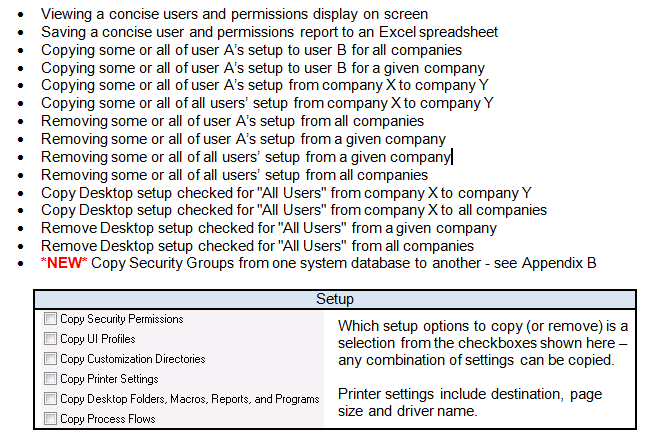 • Viewing a concise users and permissions display on screen
• Saving a concise user and permissions report to an Excel spreadsheet
• Copying some or all of user A's setup to user B for all companies
• Copying some or all of user A's setup to user B for a given company
• Copying some or all of user A's setup from company X to company Y
• Copying some or all of all users' setup from company X to company Y
• Removing some or all of user A's setup from all companies
• Removing some or all of user A's setup from a given company
• Removing some or all of all users' setup from a given company
• Removing some or all of all users' setup from all companies
• Copy Desktop setup checked for "All Users" from company X to company Y
• Copy Desktop setup checked for "All Users" from company X to all companies
• Remove Desktop setup checked for "All Users" from a given company
• Remove Desktop setup checked for "All Users" from all companies
• *NEW* Copy Security Groups from one system database to another - see Appendix B
Setup
Copy Security Permissions
Copy UI Profiles
Copy Customization Directories
Copy Printer Settings
Copy Desktop Folders, Macros, Reports, and Programs
Copy Process Flows
Which setup options to copy (or remove) is a
selection from the checkboxes shown here –
any combination of settings can be copied.
Printer settings include destination, page
size and driver name.